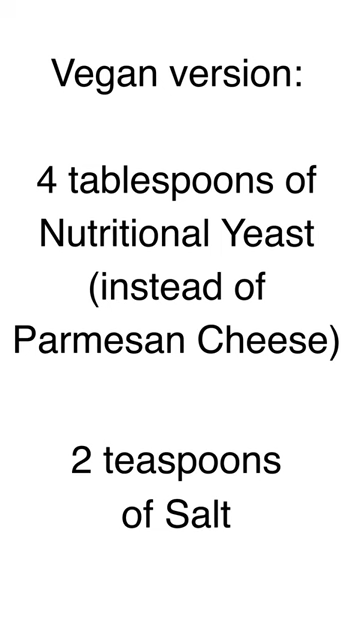 Vegan version:
4 tablespoons of
Nutritional Yeast
(instead of
Parmesan Cheese)
2 teaspoons
of Salt